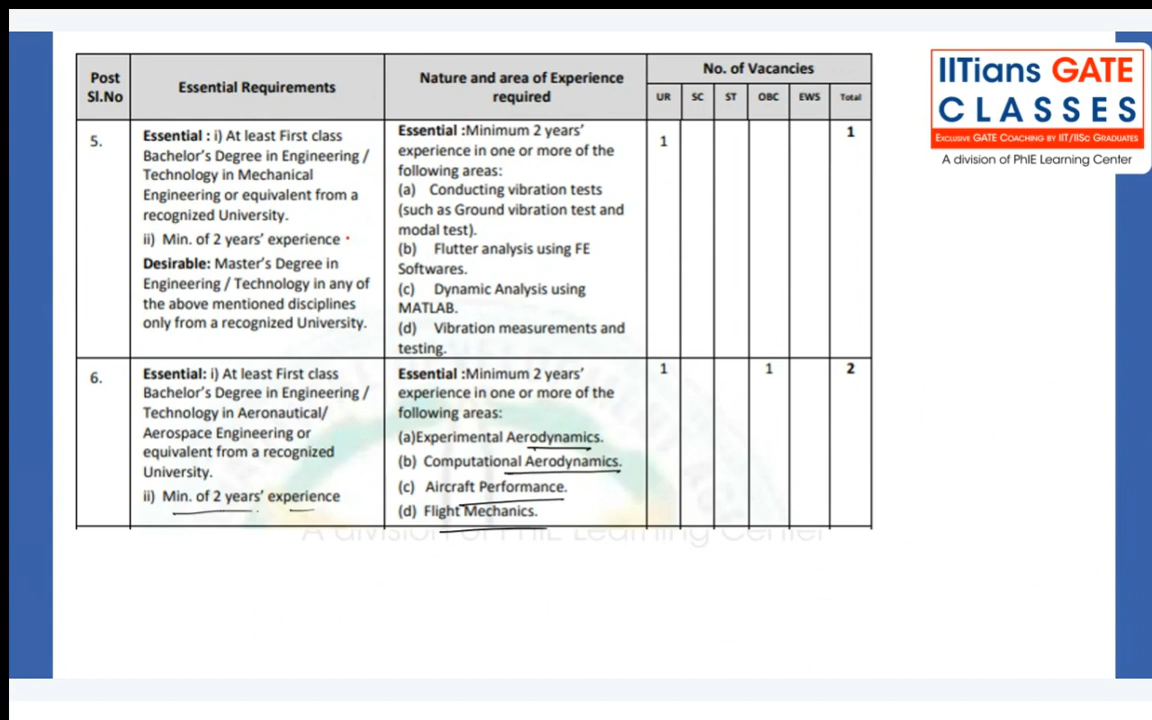 IITians GATE
CLASSES
EXCLUSIVE GATE COACHING BY IIT/IISc GRADUATES
A division of PhIE Learning Center
Post
Sl.No
Essential Requirements
Nature and area of Experience
required
No. of Vacancies
UR SC ST OBC EWS Total
5.
Essential : i) At least First class
Bachelor's Degree in Engineering /
Technology in Mechanical
Engineering or equivalent from a
recognized University.
ii) Min. of 2 years' experience
Desirable: Master's Degree in
Engineering / Technology in any of
the above mentioned disciplines
only from a recognized University.
Essential :Minimum 2 years'
experience in one or more of the
following areas:
(a) Conducting vibration tests
(such as Ground vibration test and
modal test).
(b) Flutter analysis using FE
Softwares.
(c) Dynamic Analysis using
MATLAB.
(d) Vibration measurements and
testing.
1 1
6.
Essential: i) At least First class
Bachelor's Degree in Engineering /
Technology in Aeronautical/
Aerospace Engineering or
equivalent from a recognized
University.
ii) Min. of 2 years' experience
Essential :Minimum 2 years'
experience in one or more of the
following areas:
(a)Experimental Aerodynamics.
(b) Computational Aerodynamics.
(c) Aircraft Performance.
(d) Flight Mechanics.
1 1 2
A division of PhIE Learning Center